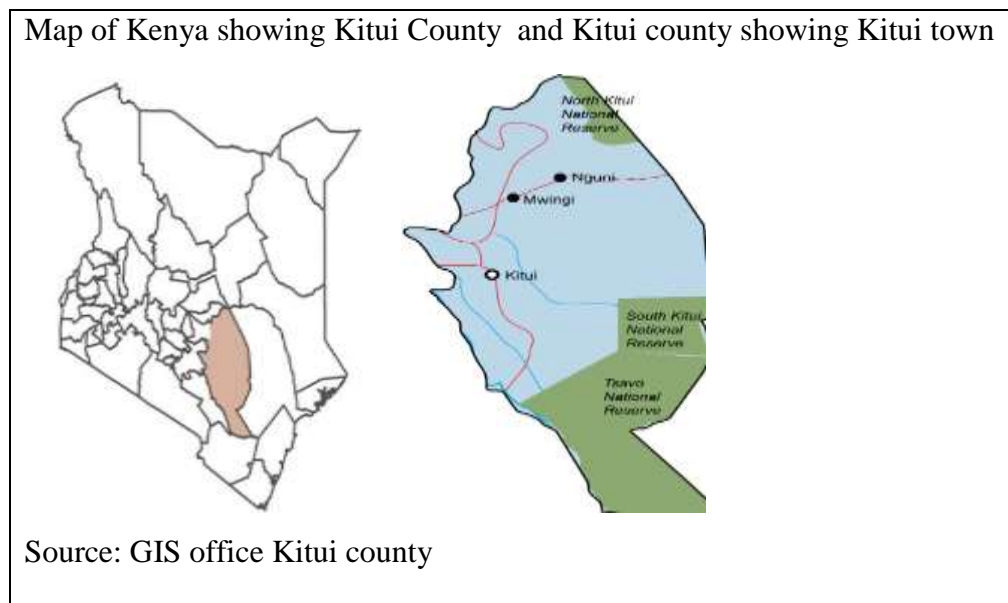 Map of Kenya showing Kitui County  and Kitui county showing Kitui town
North Kitui
National
Reserve
Nguni
Mwingi
Kitui
South Kitui
National
Reserve
Tsavo
National
Reserve
Source: GIS office Kitui county